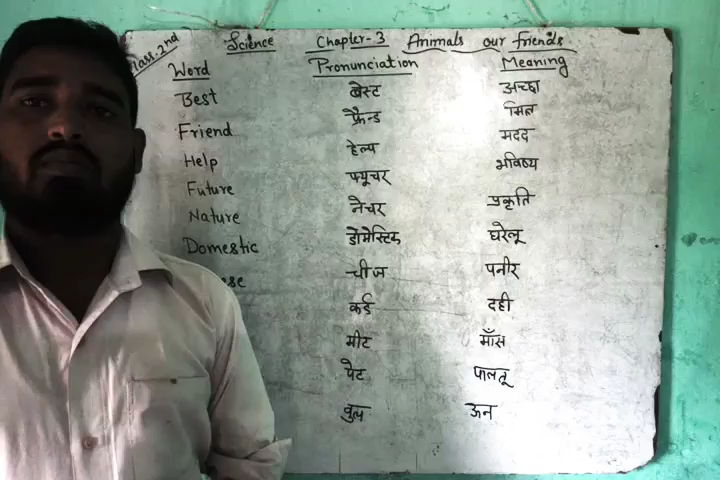 Class-2nd Science Chapter-3 Animals our friends
Word Pronunciation Meaning
Best बेस्ट अच्छा
Friend फ्रैन्ड मित्र
Help हेल्प मदद
Future फ्यूचर भविष्य
Nature नेचर प्रकृति
Domestic डोमेस्टिक घरेलू
ese चीज पनीर
कर्ड दही
मीट माँस
पेट पालतू
वुल ऊन